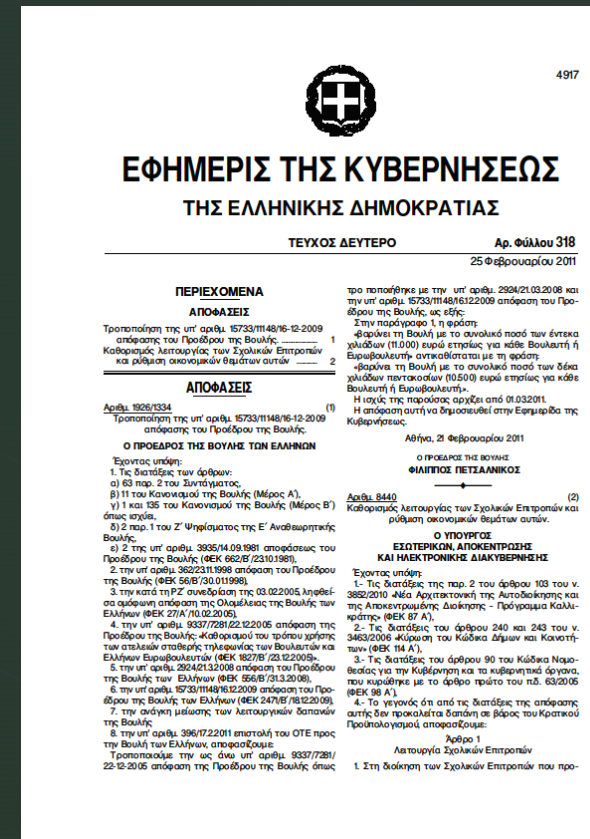 4917
ΕΦΗΜΕΡΙΣ ΤΗΣ ΚΥΒΕΡΝΗΣΕΩΣ
ΤΗΣ ΕΛΛΗΝΙΚΗΣ ΔΗΜΟΚΡΑΤΙΑΣ
ΤΕΥΧΟΣ ΔΕΥΤΕΡΟ
Αρ. Φύλλου 318
25 Φεβρουαρίου 2011
ΠΕΡΙΕΧΟΜΕΝΑ
ΑΠΟΦΑΣΕΙΣ
Τροποποίηση της υπ' αριθμ. 15733/11148/16-12-2009
απόφασης του Προέδρου της Βουλής. 1
Καθορισμός λειτουργίας των Σχολικών Επιτροπών
και ρύθμιση οικονομικών θεμάτων αυτών 2
ΑΠΟΦΑΣΕΙΣ
Αριθμ. 1926/1334 (1)
Τροποποίηση της υπ' αριθμ. 15733/11148/16-12-2009
απόφασης του Προέδρου της Βουλής.
Ο ΠΡΟΕΔΡΟΣ ΤΗΣ ΒΟΥΛΗΣ ΤΩΝ ΕΛΛΗΝΩΝ
Έχοντας υπόψη:
1. Τις διατάξεις των άρθρων:
α) 63 παρ. 2 του Συντάγματος,
β) 11 του Κανονισμού της Βουλής (Μέρος Α΄),
γ) 1 και 135 του Κανονισμού της Βουλής (Μέρος Β΄)
όπως ισχύει,
δ) 2 παρ. 1 του Ζ΄ Ψηφίσματος της Ε΄ Αναθεωρητικής
Βουλής,
ε) 2 της υπ' αριθμ. 3935/14.09.1981 αποφάσεως του
Προέδρου της Βουλής (ΦΕΚ 662/Β΄/23.10.1981),
2. την υπ' αριθμ. 362/23.11.1998 απόφαση του Προέδρου
της Βουλής (ΦΕΚ 56/Β΄/30.01.1998),
3. την κατά τη ΡΖ΄ συνεδρίαση της 03.02.2005, ληφθεί-
σα ομόφωνη απόφαση της Ολομέλειας της Βουλής των
Ελλήνων (ΦΕΚ 27/Α΄/10.02.2005),
4. την υπ' αριθμ. 9337/7281/22.12.2005 απόφαση της
Προέδρου της Βουλής: «Καθορισμού του τρόπου χρήσης
των ατελειών σταθερής τηλεφωνίας των Βουλευτών και
Ελλήνων Ευρωβουλευτών (ΦΕΚ 1827/Β΄/23.12.2005)».
5. την υπ' αριθμ. 2924/21.3.2008 απόφαση του Προέδρου
της Βουλής των Ελλήνων (ΦΕΚ 556/Β΄/31.3.2008),
6. την υπ' αριθμ. 15733/11148/16.12.2009 απόφαση του Προ-
έδρου της Βουλής των Ελλήνων (ΦΕΚ 2471/Β΄/18.12.2009),
7. την ανάγκη μείωσης των λειτουργικών δαπανών
της Βουλής
8. την υπ' αριθμ. 396/17.2.2011 επιστολή του ΟΤΕ προς
την Βουλή των Ελλήνων, αποφασίζουμε:
Τροποποιούμε την ως άνω υπ' αριθμ. 9337/7281/
22-12-2005 απόφαση της Προέδρου της Βουλής όπως
τρο ποποιήθηκε με την υπ' αριθμ. 2924/21.03.2008 και
την υπ' αριθμ. 15733/11148/16.12.2009 απόφαση του Προ-
έδρου της Βουλής, ως εξής:
Στην παράγραφο 1, η φράση:
«βαρύνει τη Βουλή με το συνολικό ποσό των έντεκα
χιλιάδων (11.000) ευρώ ετησίως για κάθε Βουλευτή ή
Ευρωβουλευτή» αντικαθίσταται με τη φράση:
«βαρύνει τη Βουλή με το συνολικό ποσό των δέκα
χιλιάδων πεντακοσίων (10.500) ευρώ ετησίως για κάθε
Βουλευτή ή Ευρωβουλευτή».
Η ισχύς της παρούσας αρχίζει από 01.03.2011.
Η απόφαση αυτή να δημοσιευθεί στην Εφημερίδα της
Κυβερνήσεως.
Αθήνα, 21 Φεβρουαρίου 2011
Ο ΠΡΟΕΔΡΟΣ ΤΗΣ ΒΟΥΛΗΣ
ΦΙΛΙΠΠΟΣ ΠΕΤΣΑΛΝΙΚΟΣ
Αριθμ. 8440 (2)
Καθορισμός λειτουργίας των Σχολικών Επιτροπών και
ρύθμιση οικονομικών θεμάτων αυτών.
Ο ΥΠΟΥΡΓΟΣ
ΕΣΩΤΕΡΙΚΩΝ, ΑΠΟΚΕΝΤΡΩΣΗΣ
ΚΑΙ ΗΛΕΚΤΡΟΝΙΚΗΣ ΔΙΑΚΥΒΕΡΝΗΣΗΣ
Έχοντας υπόψη:
1.- Τις διατάξεις της παρ. 2 του άρθρου 103 του ν.
3852/2010 «Νέα Αρχιτεκτονική της Αυτοδιοίκησης και
της Αποκεντρωμένης Διοίκησης - Πρόγραμμα Καλλι-
κράτης» (ΦΕΚ 87 Α΄),
2.- Τις διατάξεις του άρθρου 240 και 243 του ν.
3463/2006 «Κύρωση του Κώδικα Δήμων και Κοινοτή-
των» (ΦΕΚ 114 Α΄),
3.- Τις διατάξεις του άρθρου 90 του Κώδικα Νομο-
θεσίας για την Κυβέρνηση και τα κυβερνητικά όργανα,
που κυρώθηκε με το άρθρο πρώτο του π.δ. 63/2005
(ΦΕΚ 98 Α΄),
4.- Το γεγονός ότι από τις διατάξεις της απόφασης
αυτής δεν προκαλείται δαπάνη σε βάρος του Κρατικού
Προϋπολογισμού, αποφασίζουμε:
Άρθρο 1
Λειτουργία Σχολικών Επιτροπών
1. Στη διοίκηση των Σχολικών Επιτροπών που προ-